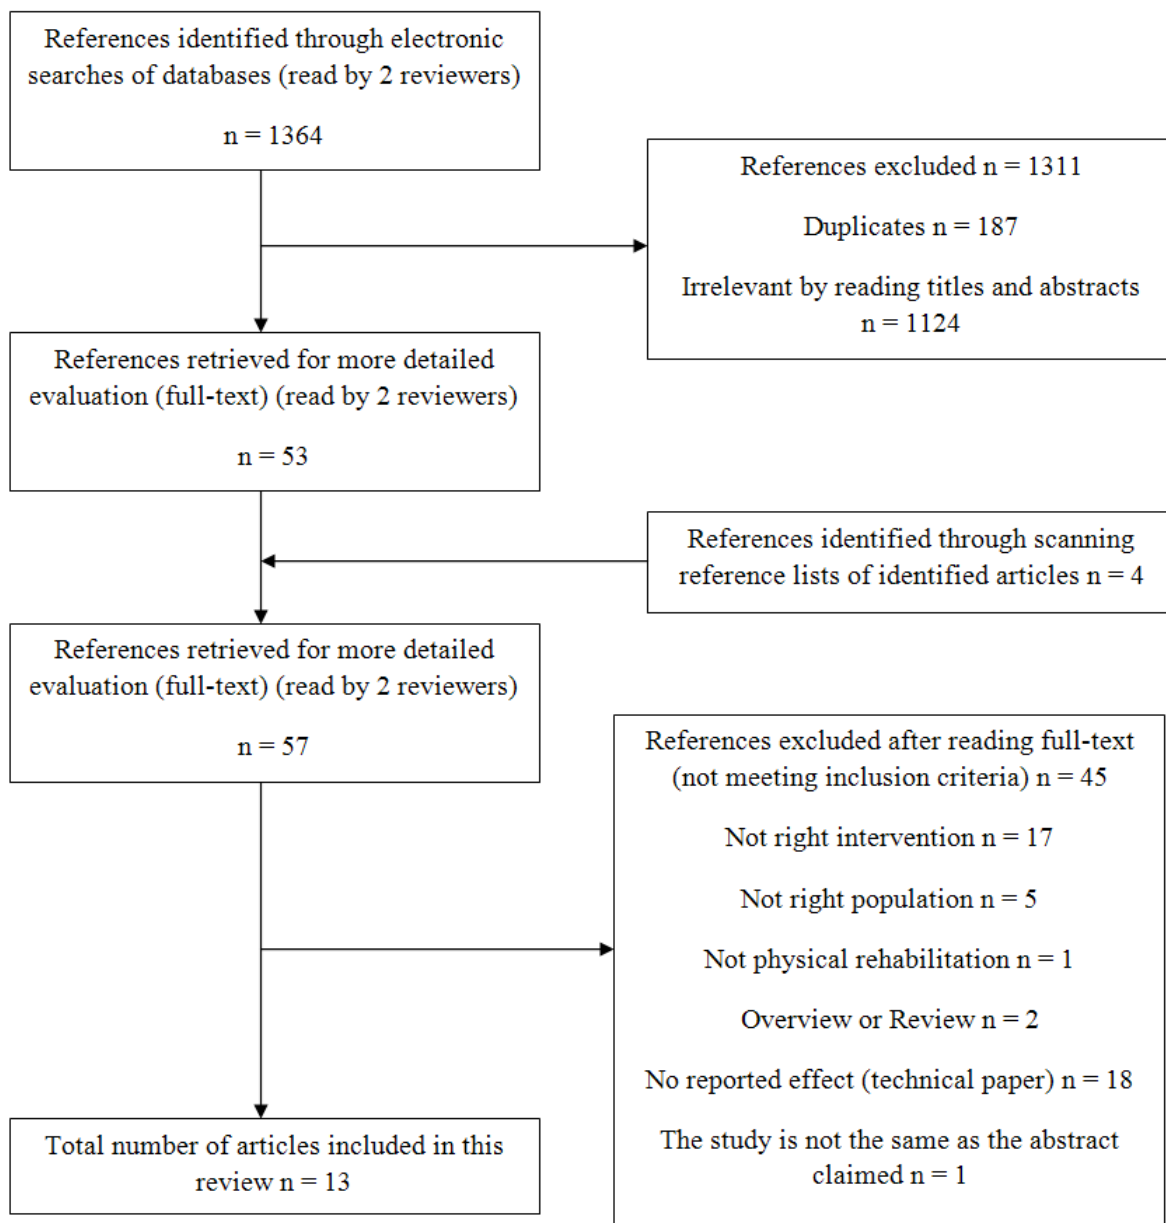 References identified through electronic
searches of databases (read by 2 reviewers)
n = 1364
References excluded n = 1311
Duplicates n = 187
Irrelevant by reading titles and abstracts
n = 1124
References retrieved for more detailed
evaluation (full-text) (read by 2 reviewers)
n = 53
References identified through scanning
reference lists of identified articles n = 4
References retrieved for more detailed
evaluation (full-text) (read by 2 reviewers)
n = 57
References excluded after reading full-text
(not meeting inclusion criteria) n = 45
Not right intervention n = 17
Not right population n = 5
Not physical rehabilitation n = 1
Overview or Review n = 2
No reported effect (technical paper) n = 18
The study is not the same as the abstract
claimed n = 1
Total number of articles included in this
review n = 13